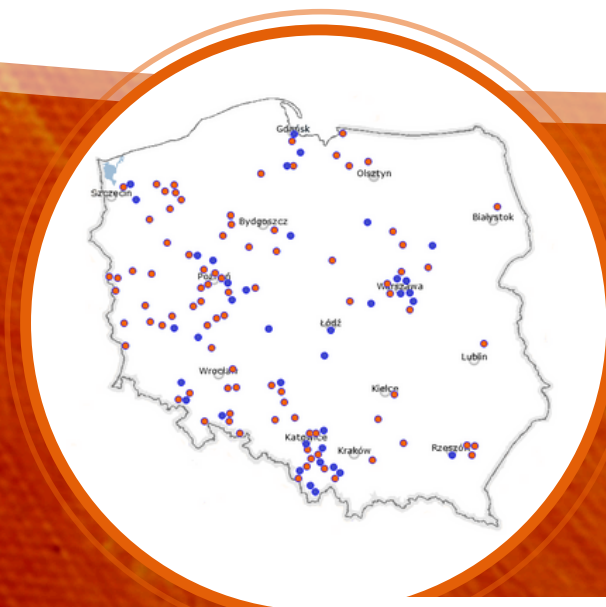 Gdańsk
Olsztyn
Szczecin
Białystok
Bydgoszcz
Poznań
Warszawa
Łódź
Lublin
Wrocław
Kielce
Katowice
Kraków
Rzeszów